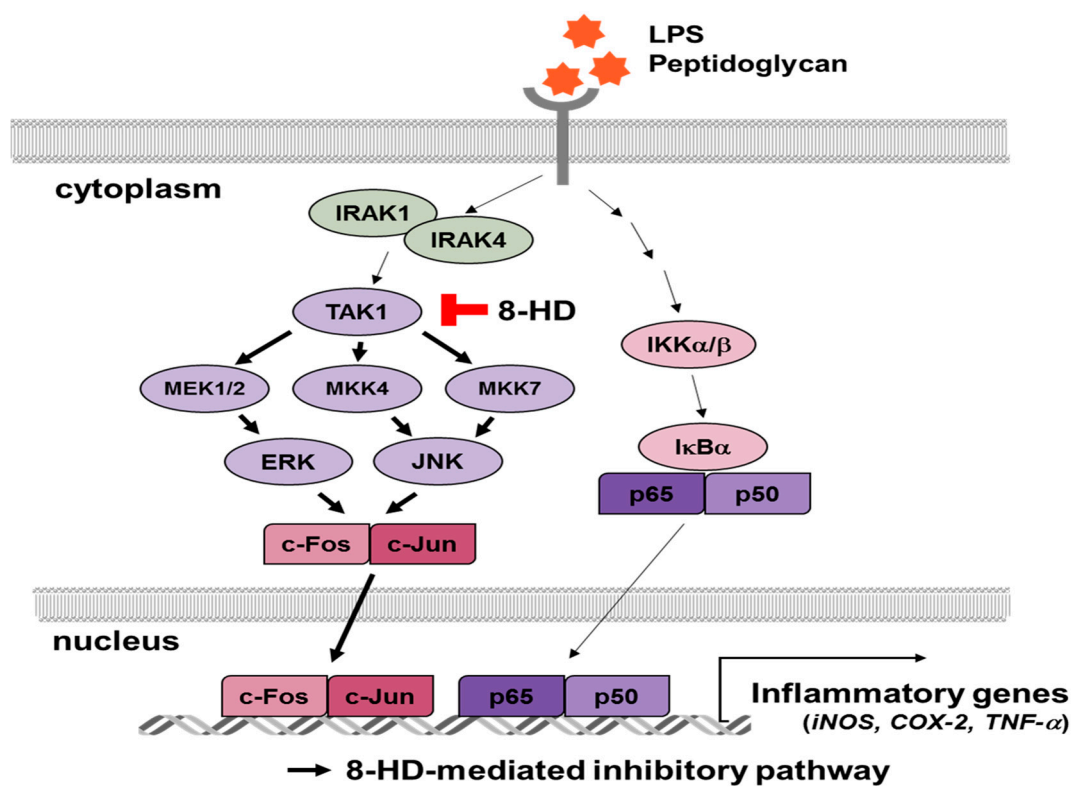 LPS
Peptidoglycan
cytoplasm
IRAK1
IRAK4
TAK1
8-HD
IKKα/β
MEK1/2
MKK4
MKK7
IκBα
ERK
JNK
p65
p50
c-Fos
c-Jun
nucleus
c-Fos
c-Jun
p65
p50
Inflammatory genes
(iNOS, COX-2, TNF-α)
8-HD-mediated inhibitory pathway